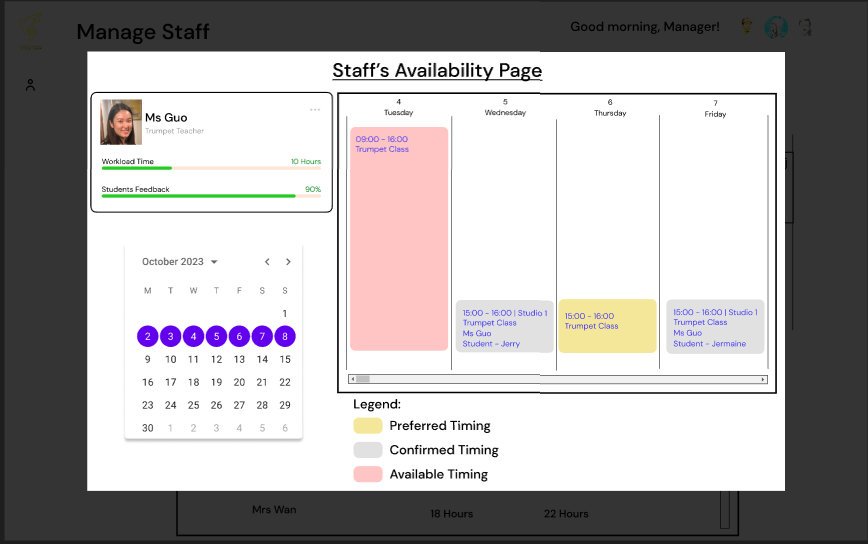 Manage Staff
Good morning, Manager!
Staff's Availability Page
Ms Guo
Trumpet Teacher
Workload Time
10 Hours
Students Feedback
90%
4
Tuesday
5
Wednesday
6
Thursday
7
Friday
09:00 - 16:00
Trumpet Class
15:00 - 16:00 | Studio 1
Trumpet Class
Ms Guo
Student - Jerry
15:00 - 16:00
Trumpet Class
15:00 - 16:00 | Studio 1
Trumpet Class
Ms Guo
Student - Jermaine
October 2023
M T W T F S S
1
2 3 4 5 6 7 8
9 10 11 12 13 14 15
16 17 18 19 20 21 22
23 24 25 26 27 28 29
30 1 2 3 4 5 6
Legend:
Preferred Timing
Confirmed Timing
Available Timing
Mrs Wan
18 Hours
22 Hours